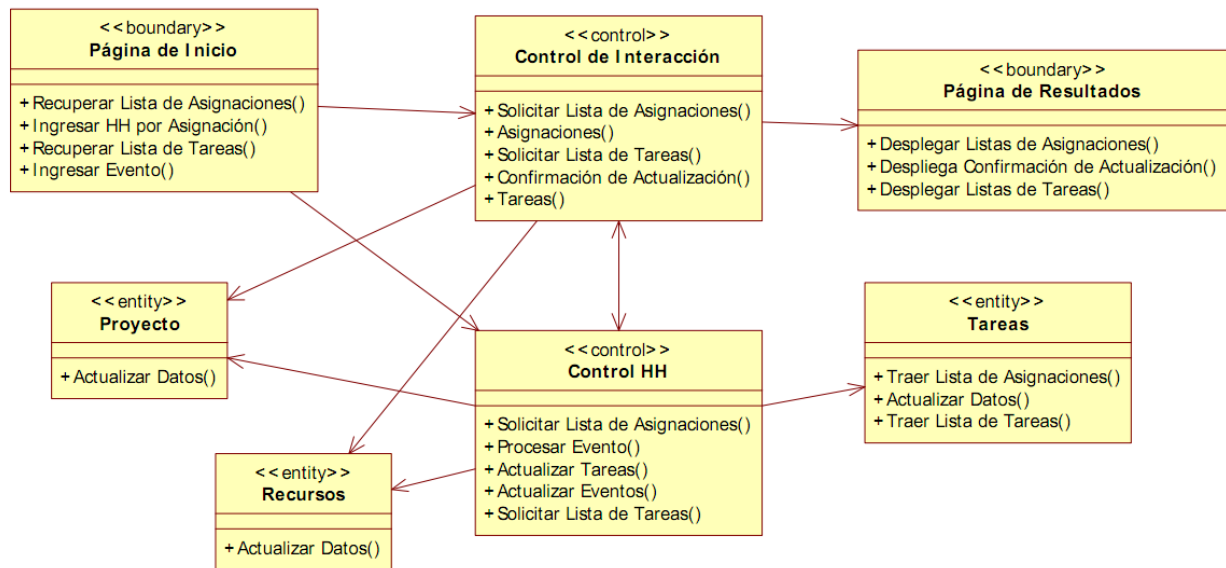 <<boundary>>
Página de Inicio
+ Recuperar Lista de Asignaciones()
+ Ingresar HH por Asignación()
+ Recuperar Lista de Tareas()
+ Ingresar Evento()
<<control>>
Control de Interacción
+ Solicitar Lista de Asignaciones()
+ Asignaciones()
+ Solicitar Lista de Tareas()
+ Confirmación de Actualización()
+ Tareas()
<<boundary>>
Página de Resultados
+ Desplegar Listas de Asignaciones()
+ Despliega Confirmación de Actualización()
+ Desplegar Listas de Tareas()
<<entity>>
Proyecto
+ Actualizar Datos()
<<control>>
Control HH
+ Solicitar Lista de Asignaciones()
+ Procesar Evento()
+ Actualizar Tareas()
+ Actualizar Eventos()
+ Solicitar Lista de Tareas()
<<entity>>
Tareas
+ Traer Lista de Asignaciones()
+ Actualizar Datos()
+ Traer Lista de Tareas()
<<entity>>
Recursos
+ Actualizar Datos()